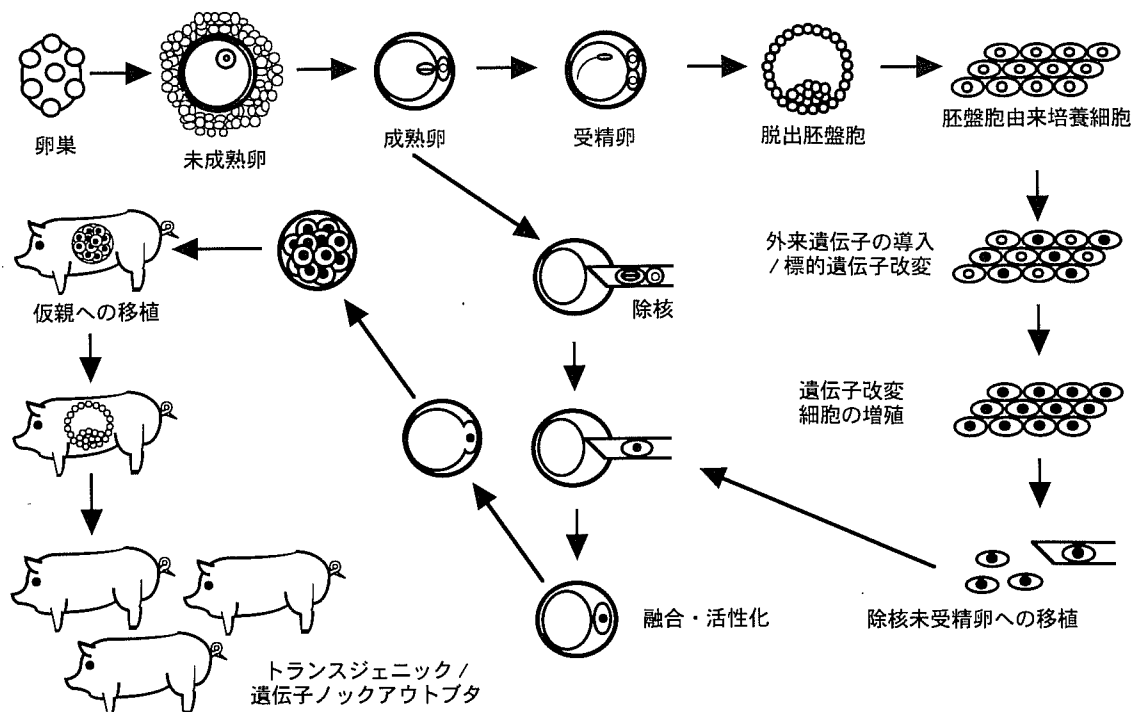 卵巣
未成熟卵
成熟卵
受精卵
脱出胚盤胞
胚盤胞由来培養細胞
外来遺伝子の導入
/ 標的遺伝子改変
除核
仮親への移植
遺伝子改変
細胞の増殖
融合・活性化
除核未受精卵への移植
トランスジェニック /
遺伝子ノックアウトブタ